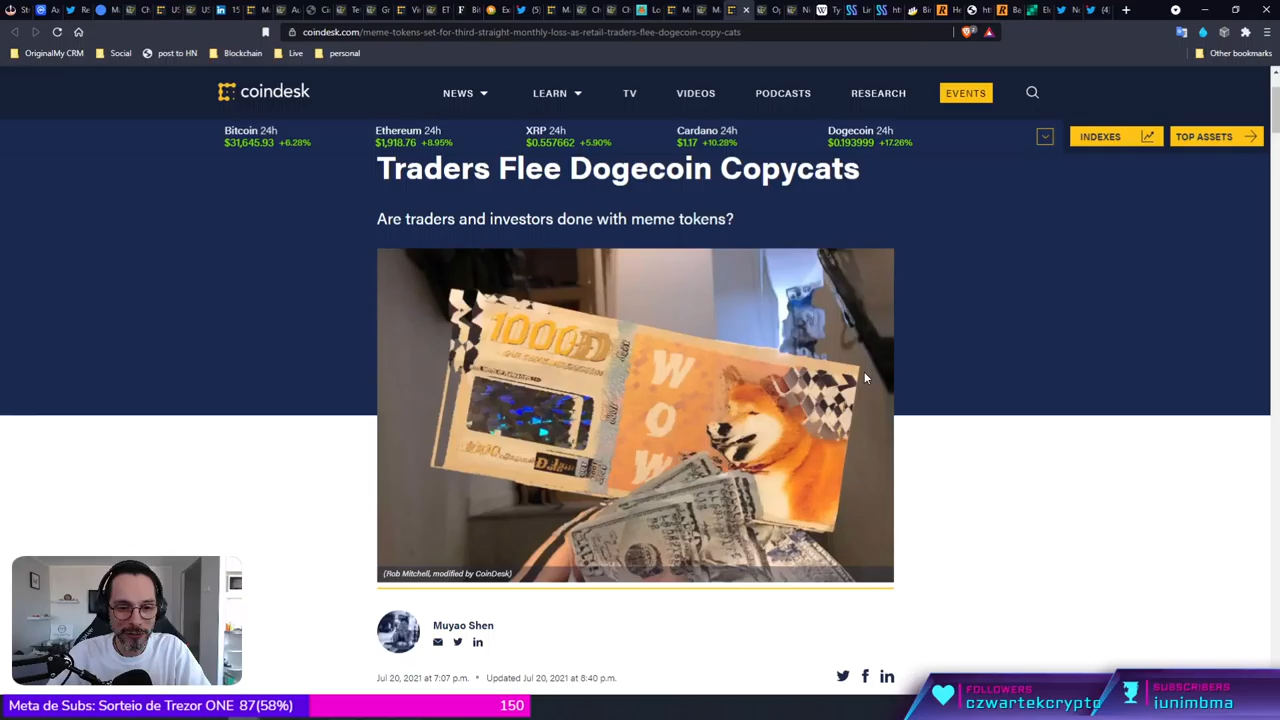 coindesk.com/meme-tokens-set-for-third-straight-monthly-loss-as-retail-traders-flee-dogecoin-copy-cats
OriginalMy CRM
Social
post to HN
Blockchain
Live
personal
Other bookmarks
coindesk
NEWS
LEARN
TV
VIDEOS
PODCASTS
RESEARCH
EVENTS
Bitcoin 24h
$31,645.93 +6.28%
Ethereum 24h
$1,918.76 +8.95%
XRP 24h
$0.557662 +5.90%
Cardano 24h
$1.17 +10.28%
Dogecoin 24h
$0.193999 +17.26%
INDEXES
TOP ASSETS
Traders Flee Dogecoin Copycats
Are traders and investors done with meme tokens?
1000Ð
WOW
(Rob Mitchell, modified by CoinDesk)
Muyao Shen
Jul 20, 2021 at 7:07 p.m. • Updated Jul 20, 2021 at 8:40 p.m.
Meta de Subs: Sorteio de Trezor ONE 87(58%)
150
FOLLOWERS
czwartekcrypto
SUBSCRIBERS
junimbma